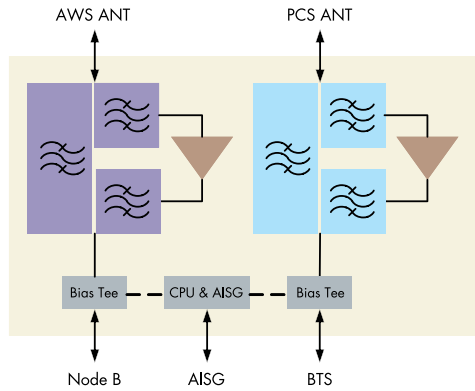 AWS ANT
PCS ANT
Bias Tee
CPU & AISG
Bias Tee
Node B
AISG
BTS